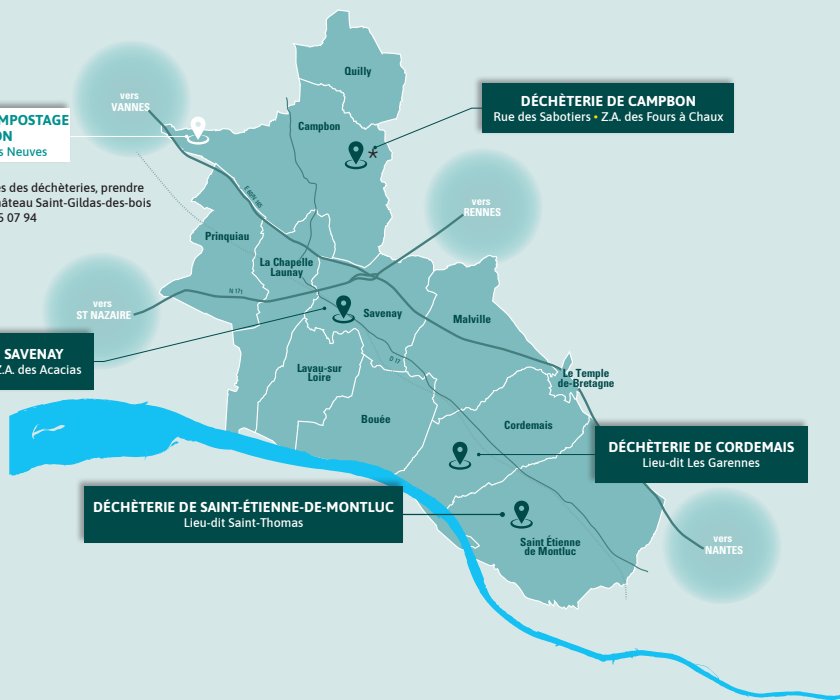 Quilly
vers
VANNES
DÉCHÈTERIE DE CAMPBON
Rue des Sabotiers • Z.A. des Fours à Chaux
MPOSTAGE
ON
s Neuves
Campbon
*
es des déchèteries, prendre
hâteau Saint-Gildas-des-bois
6 07 94
vers
RENNES
Prinquiau
La Chapelle
Launay
N 171
vers
ST NAZAIRE
Savenay
Malville
SAVENAY
Z.A. des Acacias
D 17
Lavau-sur
Loire
Le Temple
de-Bretagne
Bouée
Cordemais
DÉCHÈTERIE DE CORDEMAIS
Lieu-dit Les Garennes
DÉCHÈTERIE DE SAINT-ÉTIENNE-DE-MONTLUC
Lieu-dit Saint-Thomas
Saint Étienne
de Montluc
vers
NANTES